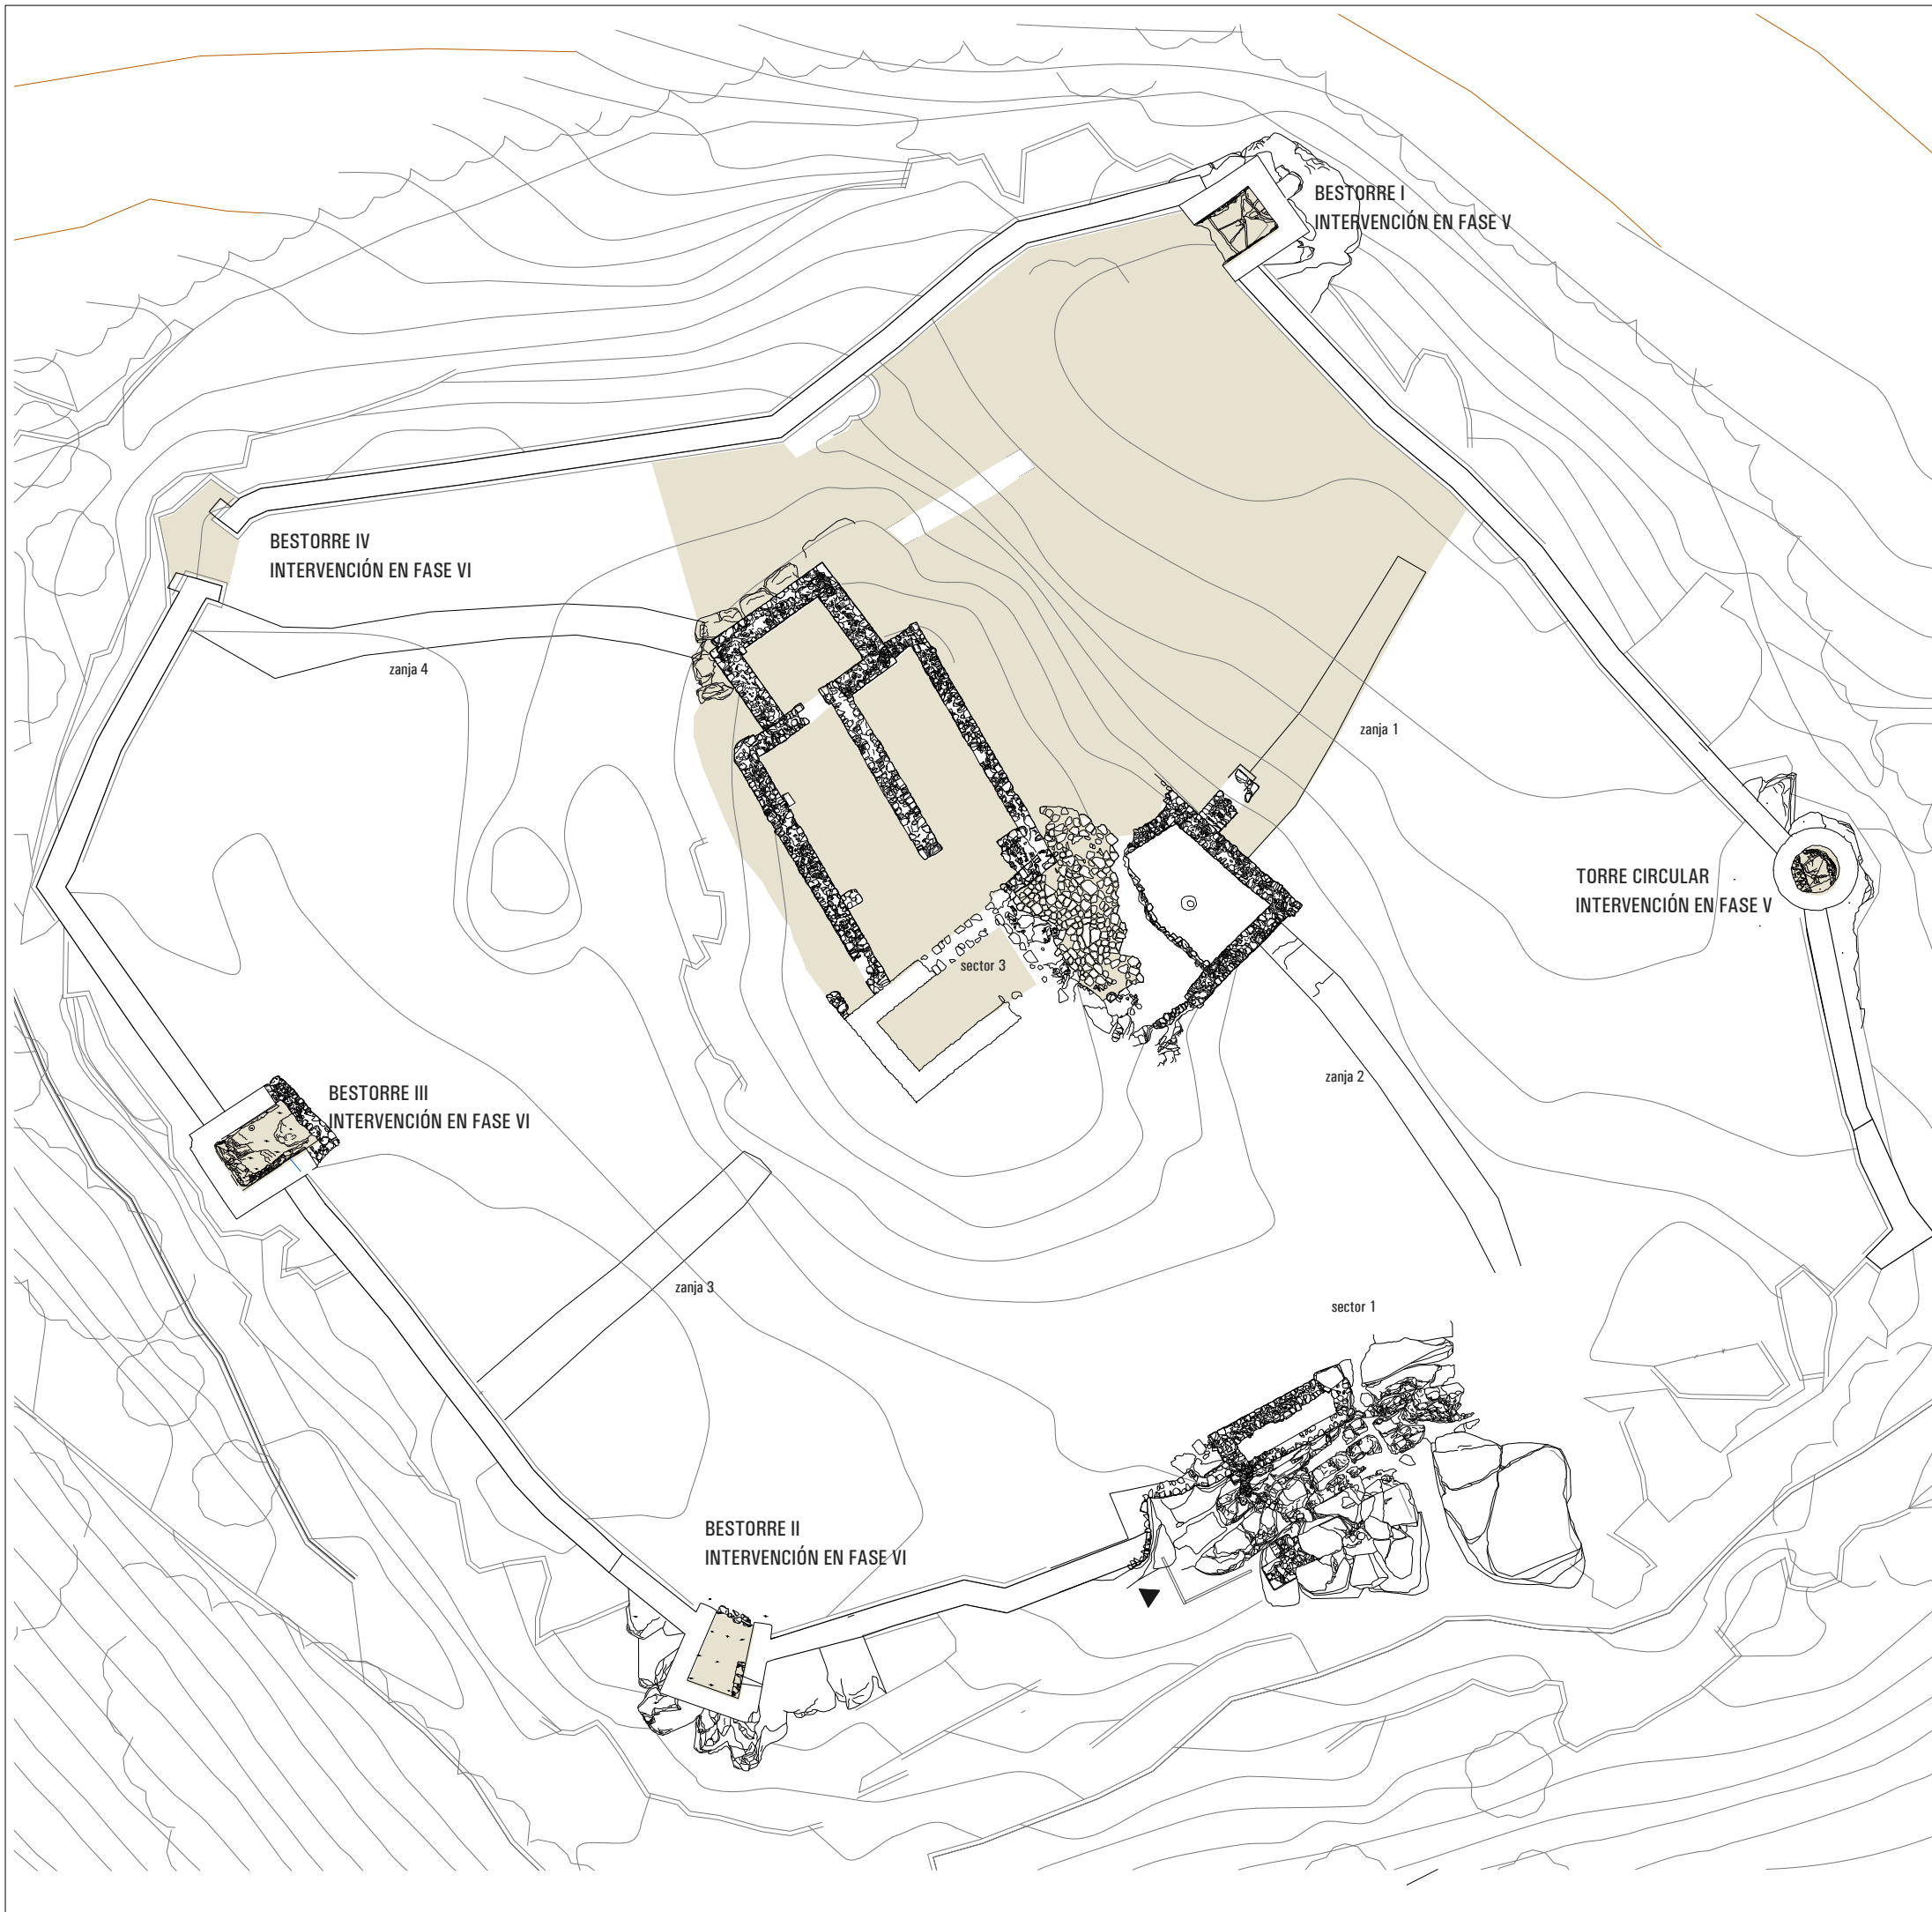 BESTORRE I
INTERVENCIÓN EN FASE V
BESTORRE IV
INTERVENCIÓN EN FASE VI
zanja 4
zanja 1
TORRE CIRCULAR
INTERVENCIÓN EN FASE V
sector 3
zanja 2
BESTORRE III
INTERVENCIÓN EN FASE VI
zanja 3
sector 1
BESTORRE II
INTERVENCIÓN EN FASE VI